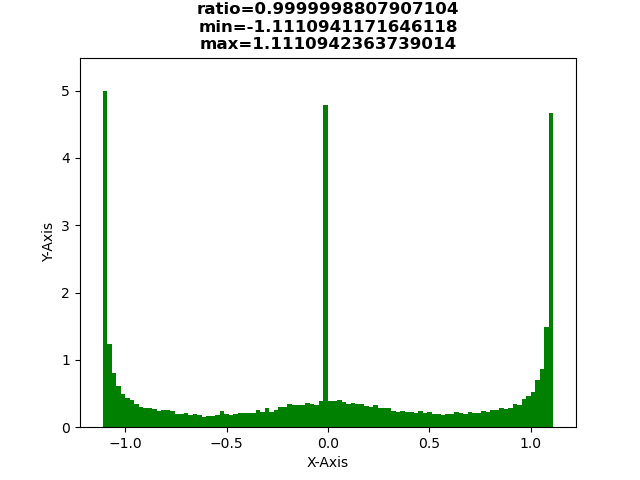 ratio=0.9999998807907104
min=-1.1110941171646118
max=1.1110942363739014
5
4
3
2
1
0
Y-Axis
−1.0 −0.5 0.0 0.5 1.0
X-Axis